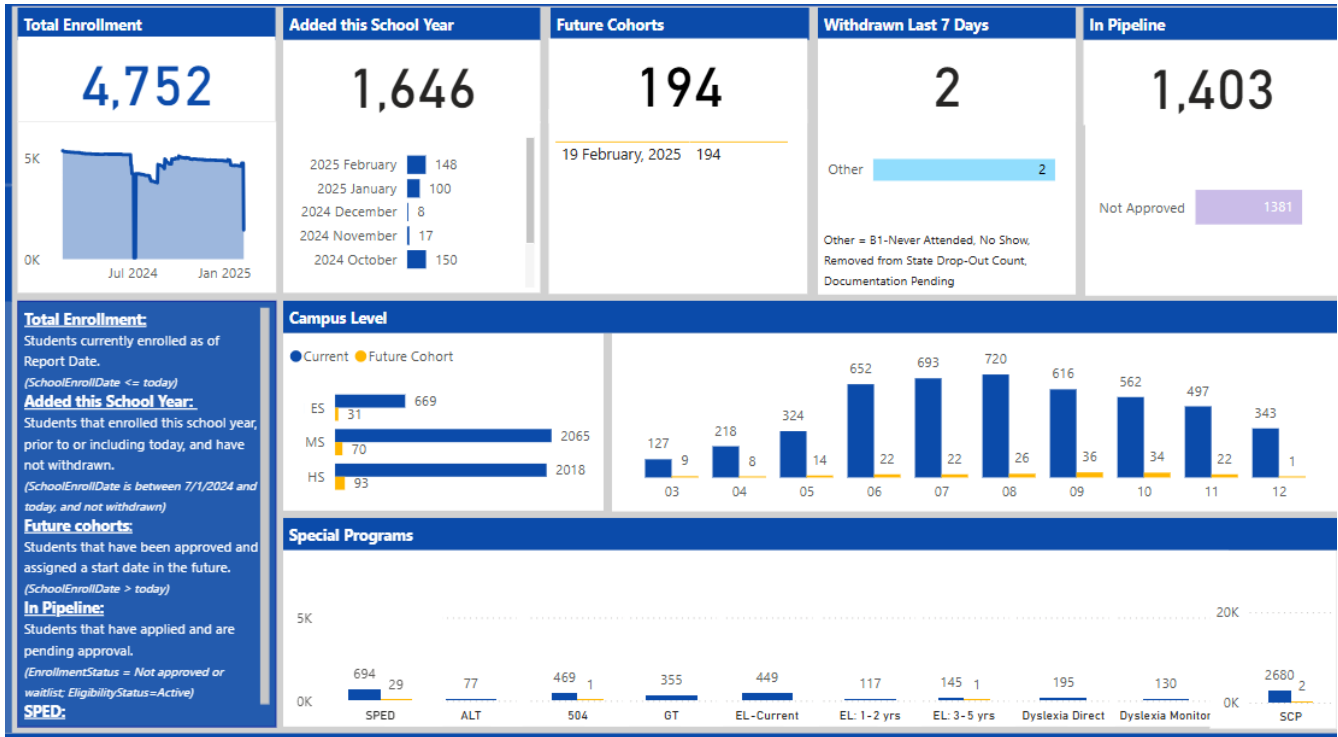 Total Enrollment
4,752
5K
0K
Jul 2024 Jan 2025
Added this School Year
1,646
2025 February 148
2025 January 100
2024 December 8
2024 November 17
2024 October 150
Future Cohorts
194
19 February, 2025 194
Withdrawn Last 7 Days
2
Other 2
Other = B1-Never Attended, No Show,
Removed from State Drop-Out Count,
Documentation Pending
In Pipeline
1,403
Not Approved 1381
Total Enrollment:
Students currently enrolled as of
Report Date.
(SchoolEnrollDate <= today)
Added this School Year:
Students that enrolled this school year,
prior to or including today, and have
not withdrawn.
(SchoolEnrollDate is between 7/1/2024 and
today, and not withdrawn)
Future cohorts:
Students that have been approved and
assigned a start date in the future.
(SchoolEnrollDate > today)
In Pipeline:
Students that have applied and are
pending approval.
(EnrollmentStatus = Not approved or
waitlist; EligibilityStatus=Active)
SPED:
Campus Level
Current Future Cohort
ES 669
31
MS 2065
70
HS 2018
93
127 9 218 8 324 14 652 22 693 22 720 26 616 36 562 34 497 22 343 1
03 04 05 06 07 08 09 10 11 12
Special Programs
5K
0K
694 29 77 469 1 355 449 117 145 1 195 130
SPED ALT 504 GT EL-Current EL: 1-2 yrs EL: 3-5 yrs Dyslexia Direct Dyslexia Monitor
20K
0K
2680 2
SCP